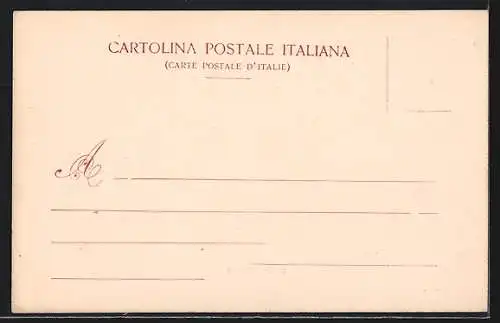 CARTOLINA POSTALE ITALIANA
(CARTE POSTALE D'ITALIE)
A